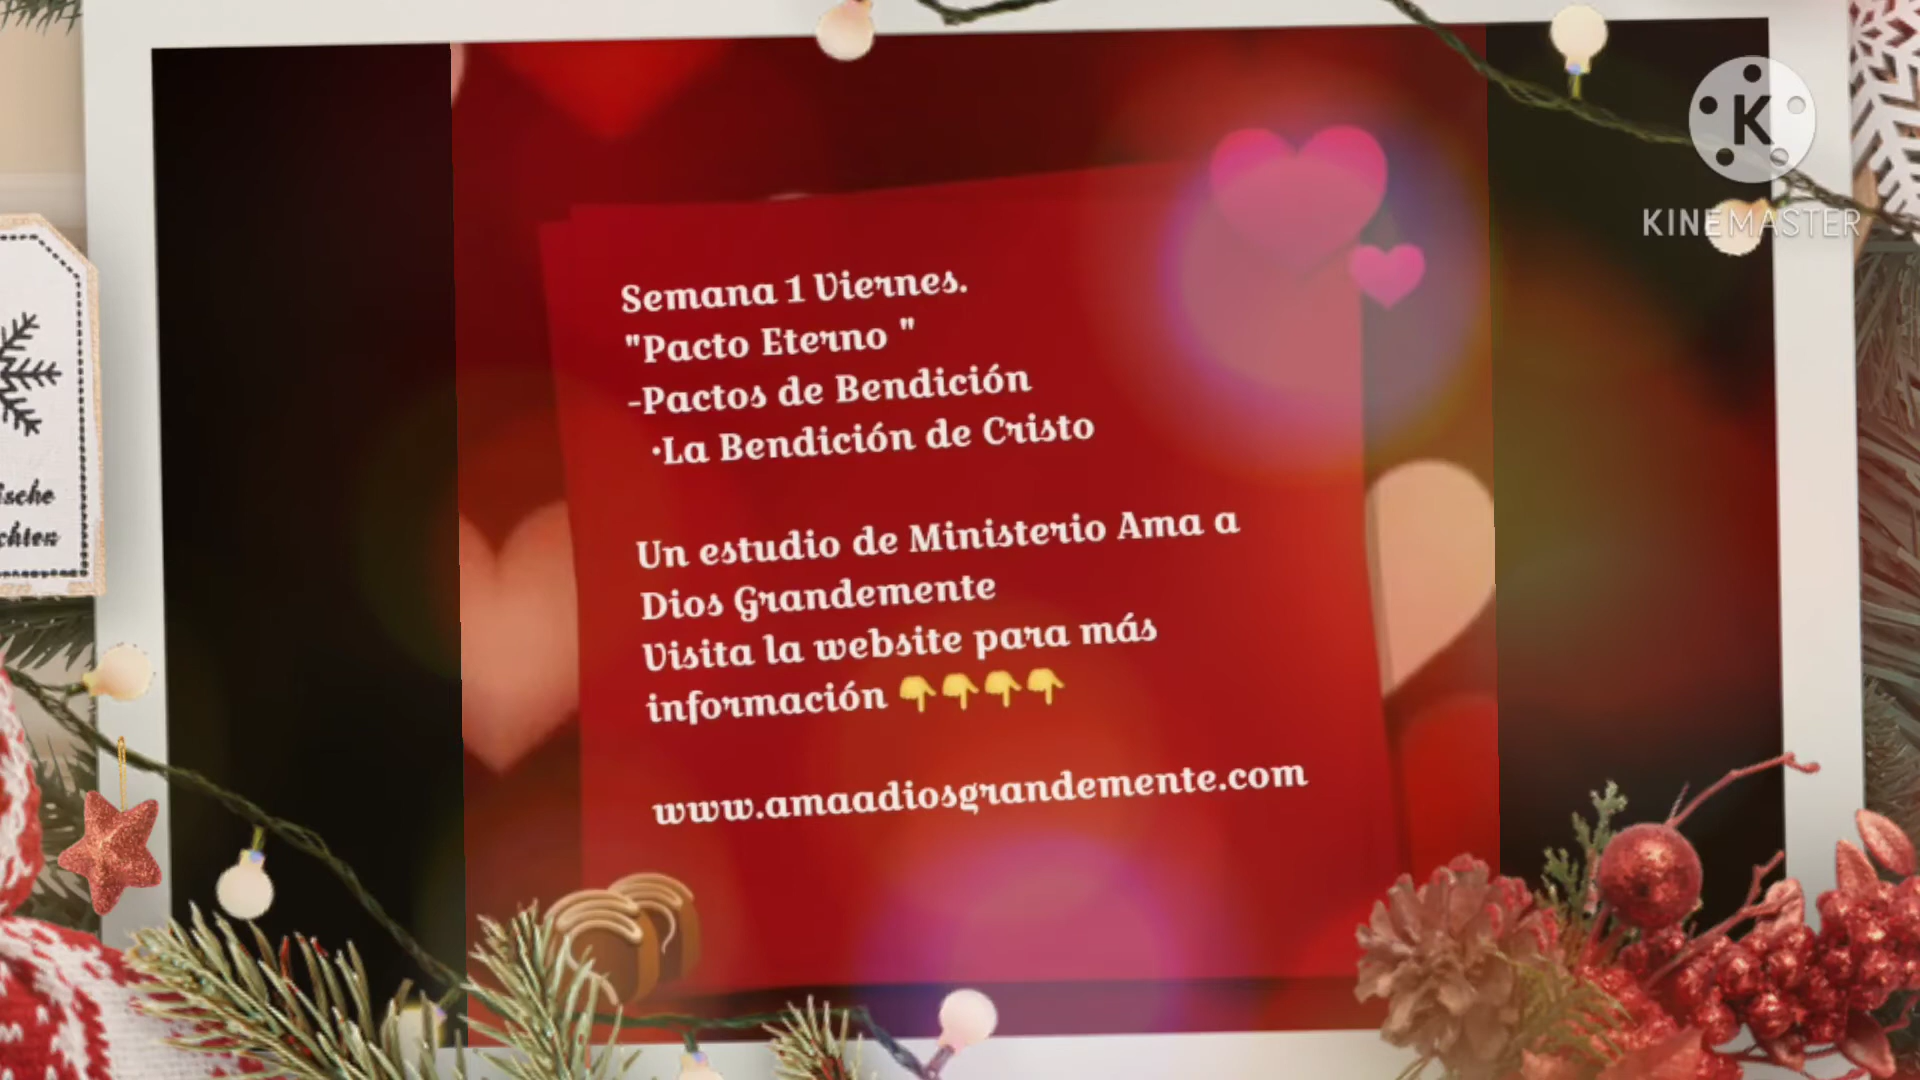 Semana 1 Viernes.
"Pacto Eterno "
-Pactos de Bendición
•La Bendición de Cristo
Un estudio de Ministerio Ama a
Dios Grandemente
Visita la website para más
información 👇👇👇👇
www.amaadiosgrandemente.com
K
KINEMASTER